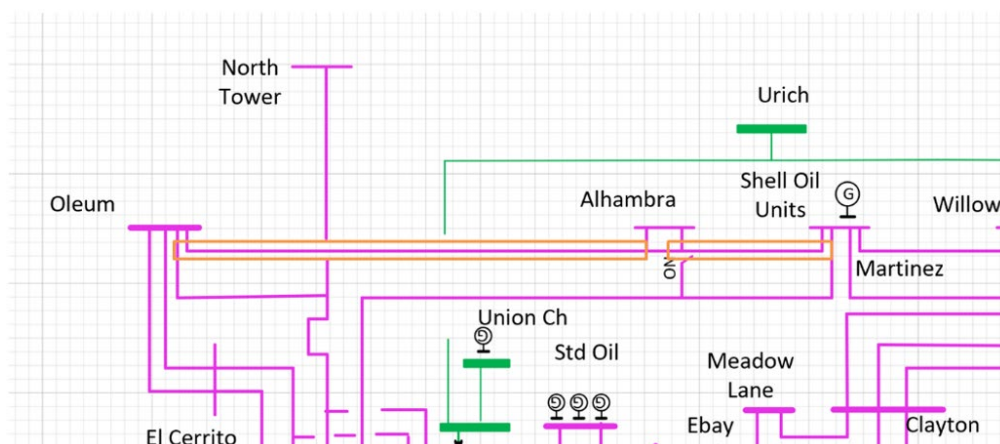 North
Tower
Urich
Shell Oil
Units
G
Alhambra
Oleum
Willow
Martinez
NO
Union Ch
G
Std Oil
Meadow
Lane
G G G
Ebay
Clayton
El Cerrito